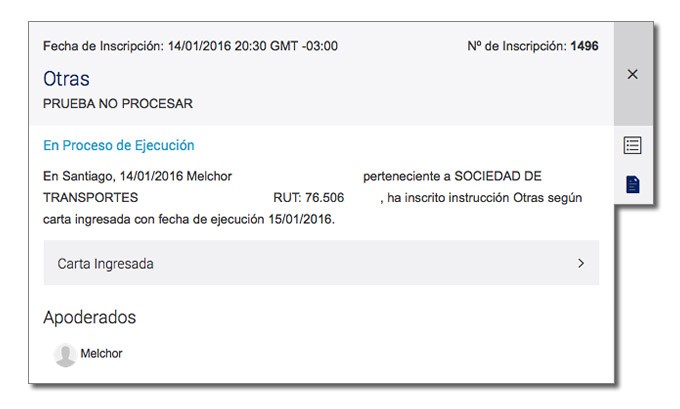 Fecha de Inscripción: 14/01/2016 20:30 GMT -03:00 Nº de Inscripción: 1496
Otras
PRUEBA NO PROCESAR
En Proceso de Ejecución
En Santiago, 14/01/2016 Melchor perteneciente a SOCIEDAD DE
TRANSPORTES RUT: 76.506 , ha inscrito instrucción Otras según
carta ingresada con fecha de ejecución 15/01/2016.
Carta Ingresada
Apoderados
Melchor